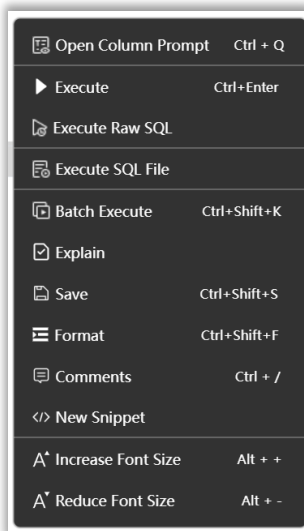 Open Column Prompt Ctrl + Q
Execute Ctrl+Enter
Execute Raw SQL
Execute SQL File
Batch Execute Ctrl+Shift+K
Explain
Save Ctrl+Shift+S
Format Ctrl+Shift+F
Comments Ctrl + /
</> New Snippet
Increase Font Size Alt + +
Reduce Font Size Alt + -